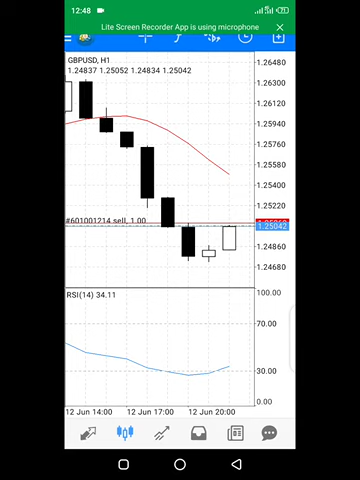 12:48
Lite Screen Recorder App is using microphone
GBPUSD, H1
1.24837 1.25052 1.24834 1.25042
1.26480
1.26300
1.26120
1.25940
1.25760
1.25580
1.25400
1.25220
#601001214 sell, 1.00
1.25042
1.24860
1.24680
RSI(14) 34.11
100.00
70.00
30.00
0.00
12 Jun 14:00 12 Jun 17:00 12 Jun 20:00